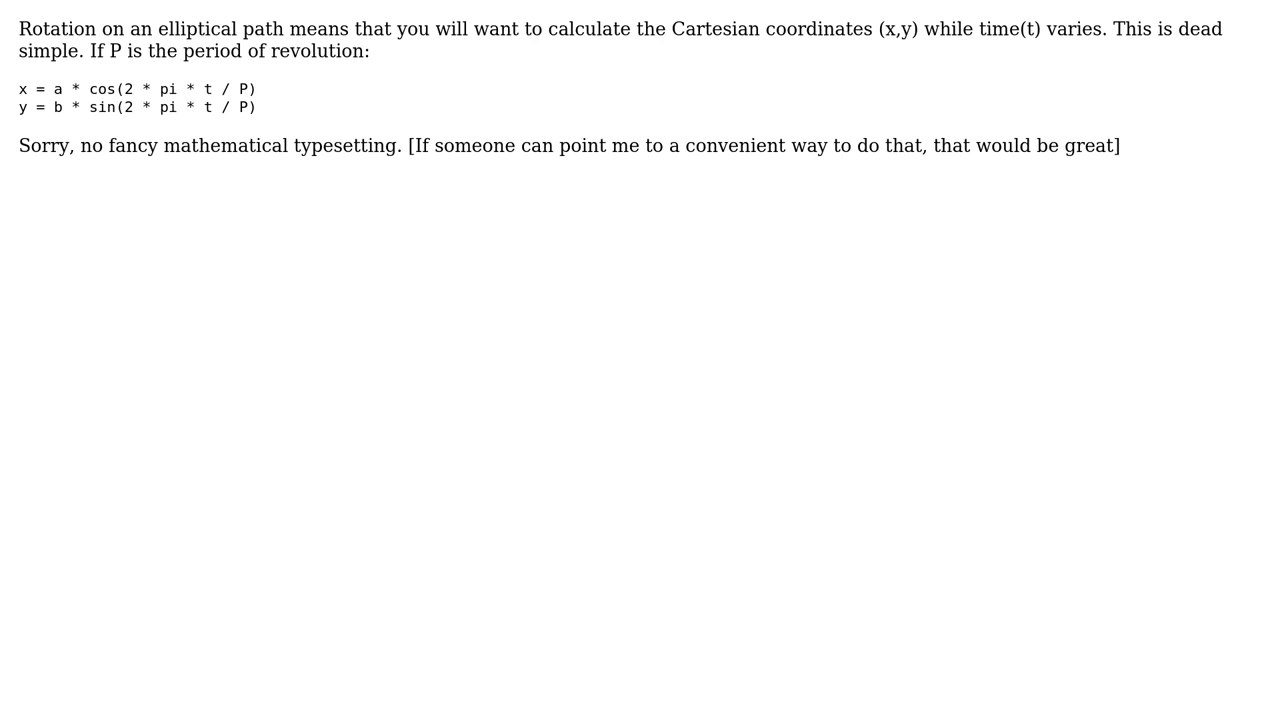 Rotation on an elliptical path means that you will want to calculate the Cartesian coordinates (x,y) while time(t) varies. This is dead
simple. If P is the period of revolution:
x = a * cos(2 * pi * t / P)
y = b * sin(2 * pi * t / P)
Sorry, no fancy mathematical typesetting. [If someone can point me to a convenient way to do that, that would be great]